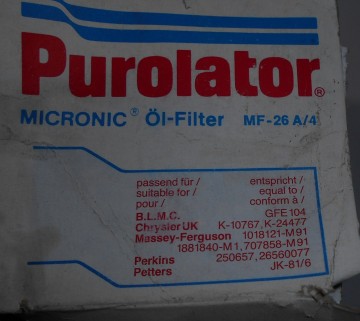 Purolator®
MICRONIC® Öl-Filter MF-26 A/4
passend für/ entspricht/
suitable for/ equal to/
pour/ conform à/
B.L.M.C. GFE 104
Chrysler UK K-10767, K-24477
Massey-Ferguson 1018121-M91
1881840-M1, 707858-M91
Perkins 250657, 26560077
Petters JK-81/6